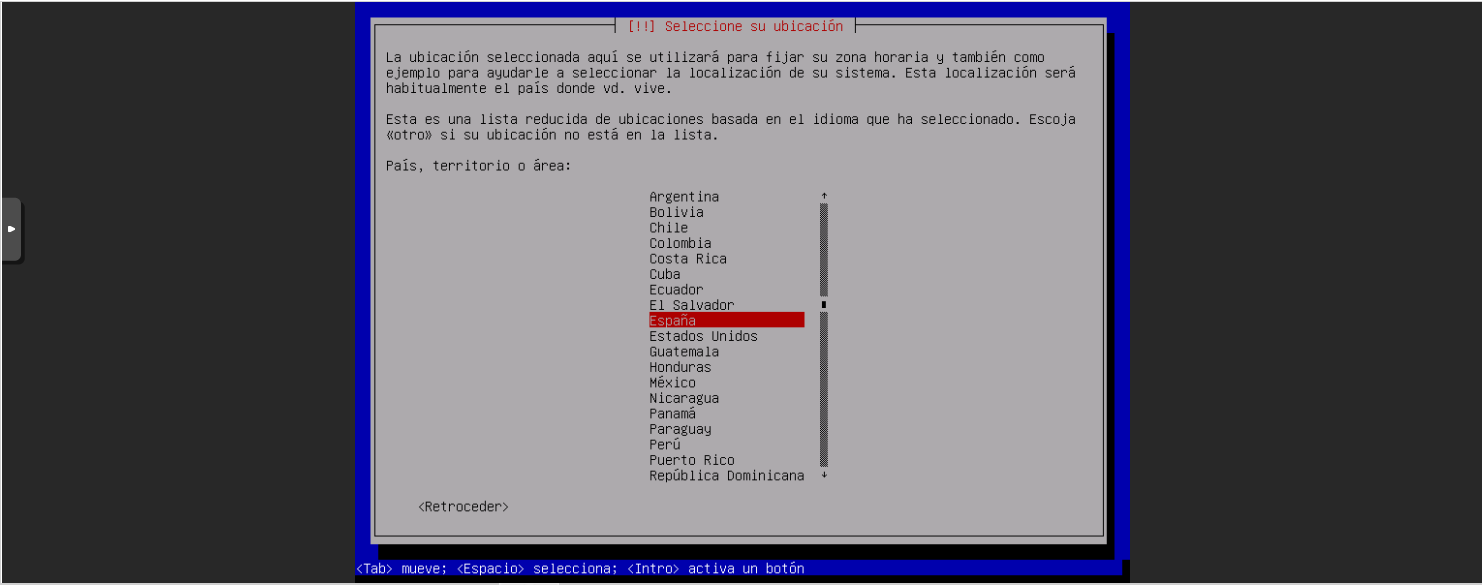 [!!] Seleccione su ubicación
La ubicación seleccionada aquí se utilizará para fijar su zona horaria y también como
ejemplo para ayudarle a seleccionar la localización de su sistema. Esta localización será
habitualmente el país donde vd. vive.
Esta es una lista reducida de ubicaciones basada en el idioma que ha seleccionado. Escoja
«otro» si su ubicación no está en la lista.
País, territorio o área:
Argentina
Bolivia
Chile
Colombia
Costa Rica
Cuba
Ecuador
El Salvador
España
Estados Unidos
Guatemala
Honduras
México
Nicaragua
Panamá
Paraguay
Perú
Puerto Rico
República Dominicana
<Retroceder>
<Tab> mueve; <Espacio> selecciona; <Intro> activa un botón